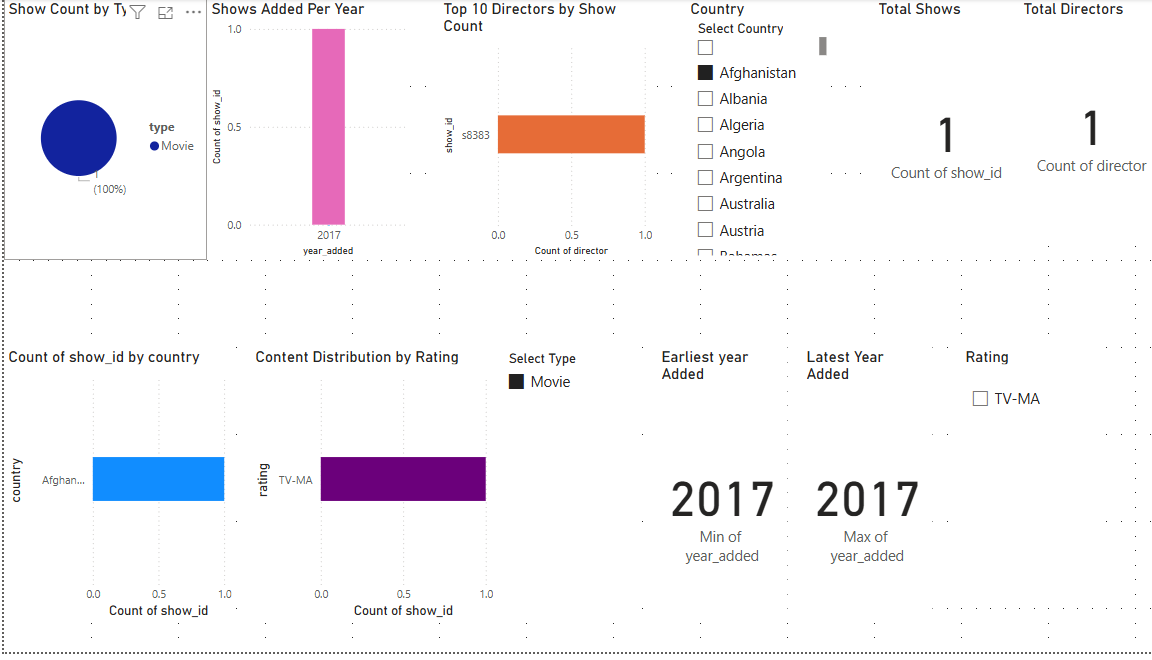 Show Count by Ty
type
Movie
1
(100%)
Shows Added Per Year
Count of show_id
1.0
0.5
0.0
2017
year_added
Top 10 Directors by Show
Count
show_id
s8383
0.0 0.5 1.0
Count of director
Country
Select Country
Afghanistan
Albania
Algeria
Angola
Argentina
Australia
Austria
Bahamas
Total Shows
1
Count of show_id
Total Directors
1
Count of director
Count of show_id by country
country
Afghan...
0.0 0.5 1.0
Count of show_id
Content Distribution by Rating
rating
TV-MA
0.0 0.5 1.0
Count of show_id
Select Type
Movie
Earliest year
Added
2017
Min of
year_added
Latest Year
Added
2017
Max of
year_added
Rating
TV-MA